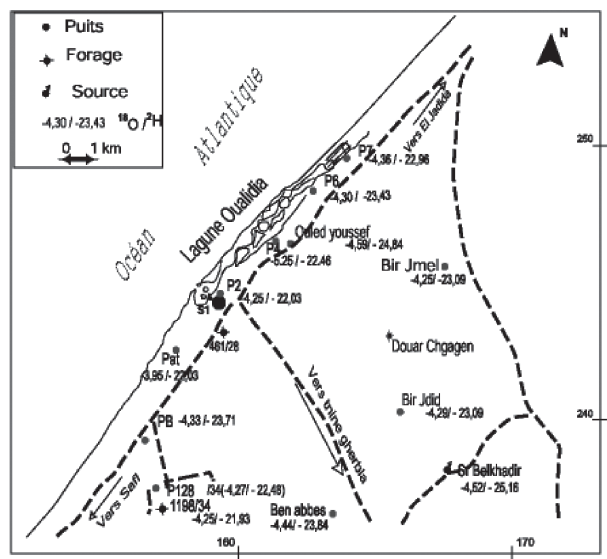 Puits
Forage
Source
-4,30/ -23,43 ¹⁸O /²H
0 1 km
N
Océan
Atlantique
Lagune Oualidia
Vers El Jadida
250
P7
-4,36/ - 22,96
P6
-4,30/ -23,43
Ouled youssef
P4
-4,59/ - 24,84
-5.25/ - 22.46
Bir Jmel
-4,25/ -23,09
P2
-4,25/ - 22,03
S1
461/28
Douar Chgagen
Pat
-3,95/ - 22,03
Vers tnine gherbia
Bir Jdid
-4,29/ -23,09
240
PB -4,33/ -23,71
Sr Belkhadir
-4,52/ - 25,16
Vers Safi
P128 /34(-4,27/ -22,48)
1198/34
-4,25/ - 21,93
Ben abbes
-4,44/ - 23,84
160
170